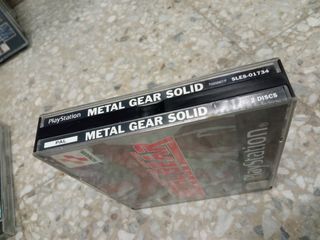 PlayStation METAL GEAR SOLID SLES-01734
PAL METAL GEAR SOLID 2 DISCS
PlayStation